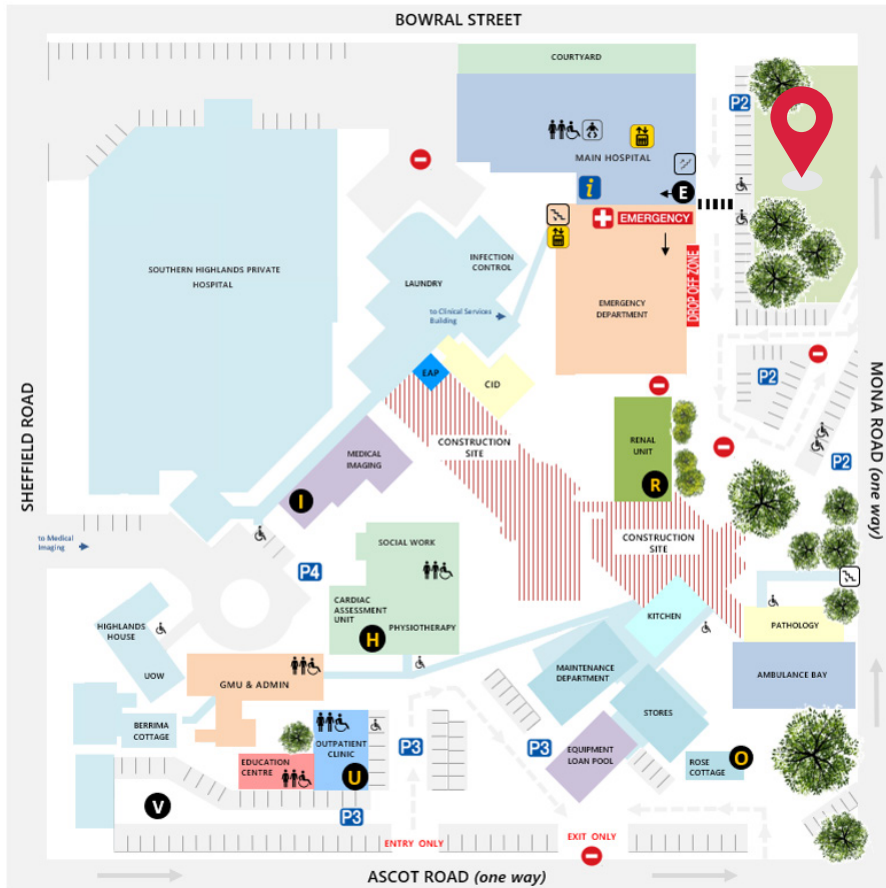 BOWRAL STREET
COURTYARD
P2
MAIN HOSPITAL
i
E
EMERGENCY
INFECTION
CONTROL
SOUTHERN HIGHLANDS PRIVATE
HOSPITAL
LAUNDRY
DROP OFF ZONE
EMERGENCY
DEPARTMENT
to Clinical Services
Building
P2
EAP
CID
SHEFFIELD ROAD
MONA ROAD (one way)
CONSTRUCTION
SITE
RENAL
UNIT
MEDICAL
IMAGING
P2
R
I
to Medical
Imaging
SOCIAL WORK
CONSTRUCTION
SITE
P4
CARDIAC
ASSESSMENT
UNIT
PHYSIOTHERAPY
H
KITCHEN
PATHOLOGY
HIGHLANDS
HOUSE
UOW
GMU & ADMIN
MAINTENANCE
DEPARTMENT
AMBULANCE BAY
STORES
BERRIMA
COTTAGE
OUTPATIENT
CLINIC
U
P3
P3
EDUCATION
CENTRE
EQUIPMENT
LOAN POOL
ROSE
COTTAGE
O
V
P3
ENTRY ONLY
EXIT ONLY
ASCOT ROAD (one way)